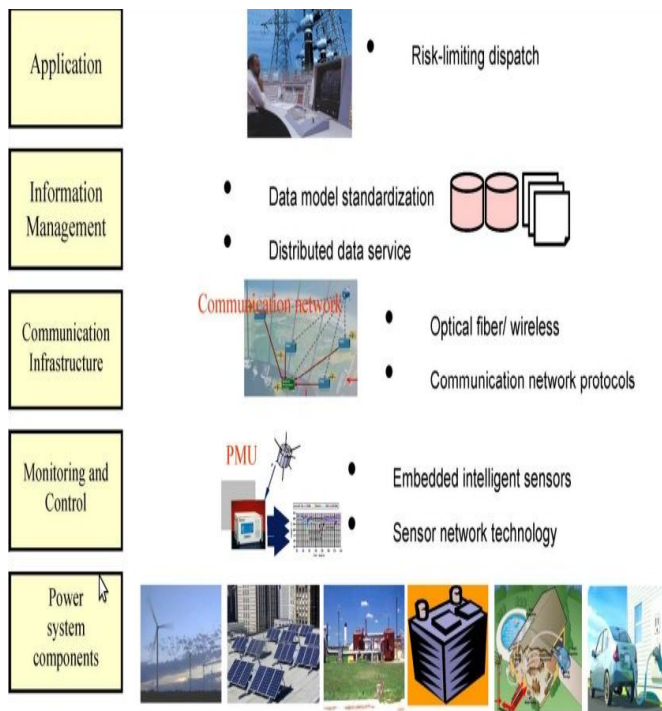 Application
Risk-limiting dispatch
Information
Management
Data model standardization
Distributed data service
Communication
Infrastructure
Communication network
Optical fiber/ wireless
Communication network protocols
Monitoring and
Control
PMU
Embedded intelligent sensors
Sensor network technology
Power
system
components